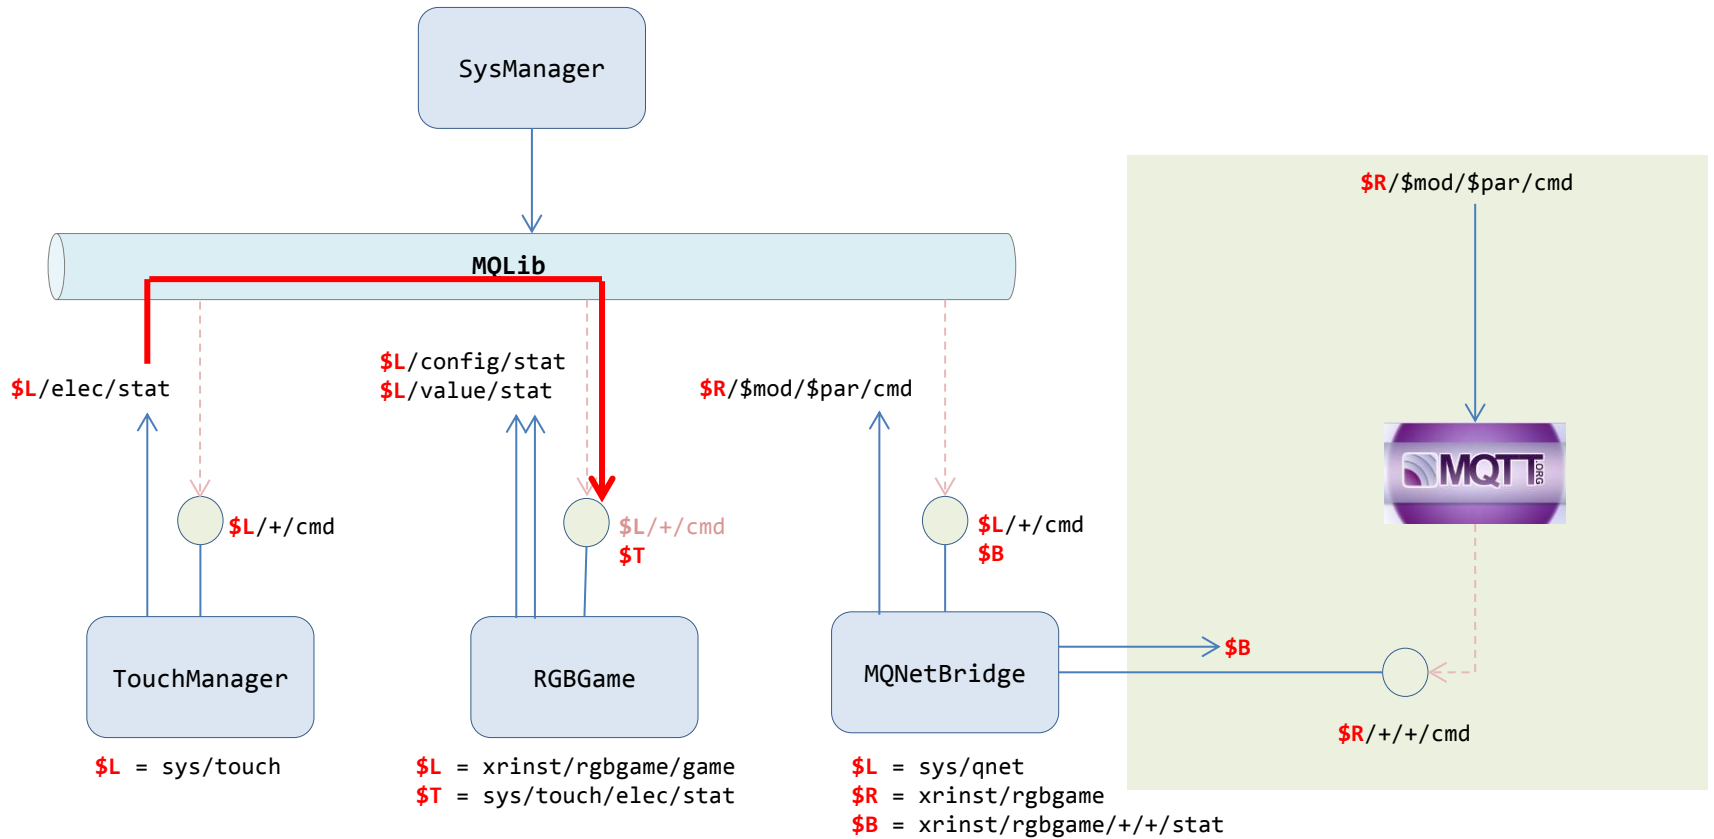 SysManager
$R/$mod/$par/cmd
MQLib
$L/config/stat
$L/elec/stat
$L/value/stat
$R/$mod/$par/cmd
MQTT.ORG
$L/+/cmd
$L/+/cmd
$T
$L/+/cmd
$B
$B
TouchManager
RGBGame
MQNetBridge
$R/+/+/cmd
$L = sys/touch
$L = xrinst/rgbgame/game
$T = sys/touch/elec/stat
$L = sys/qnet
$R = xrinst/rgbgame
$B = xrinst/rgbgame/+/+/stat